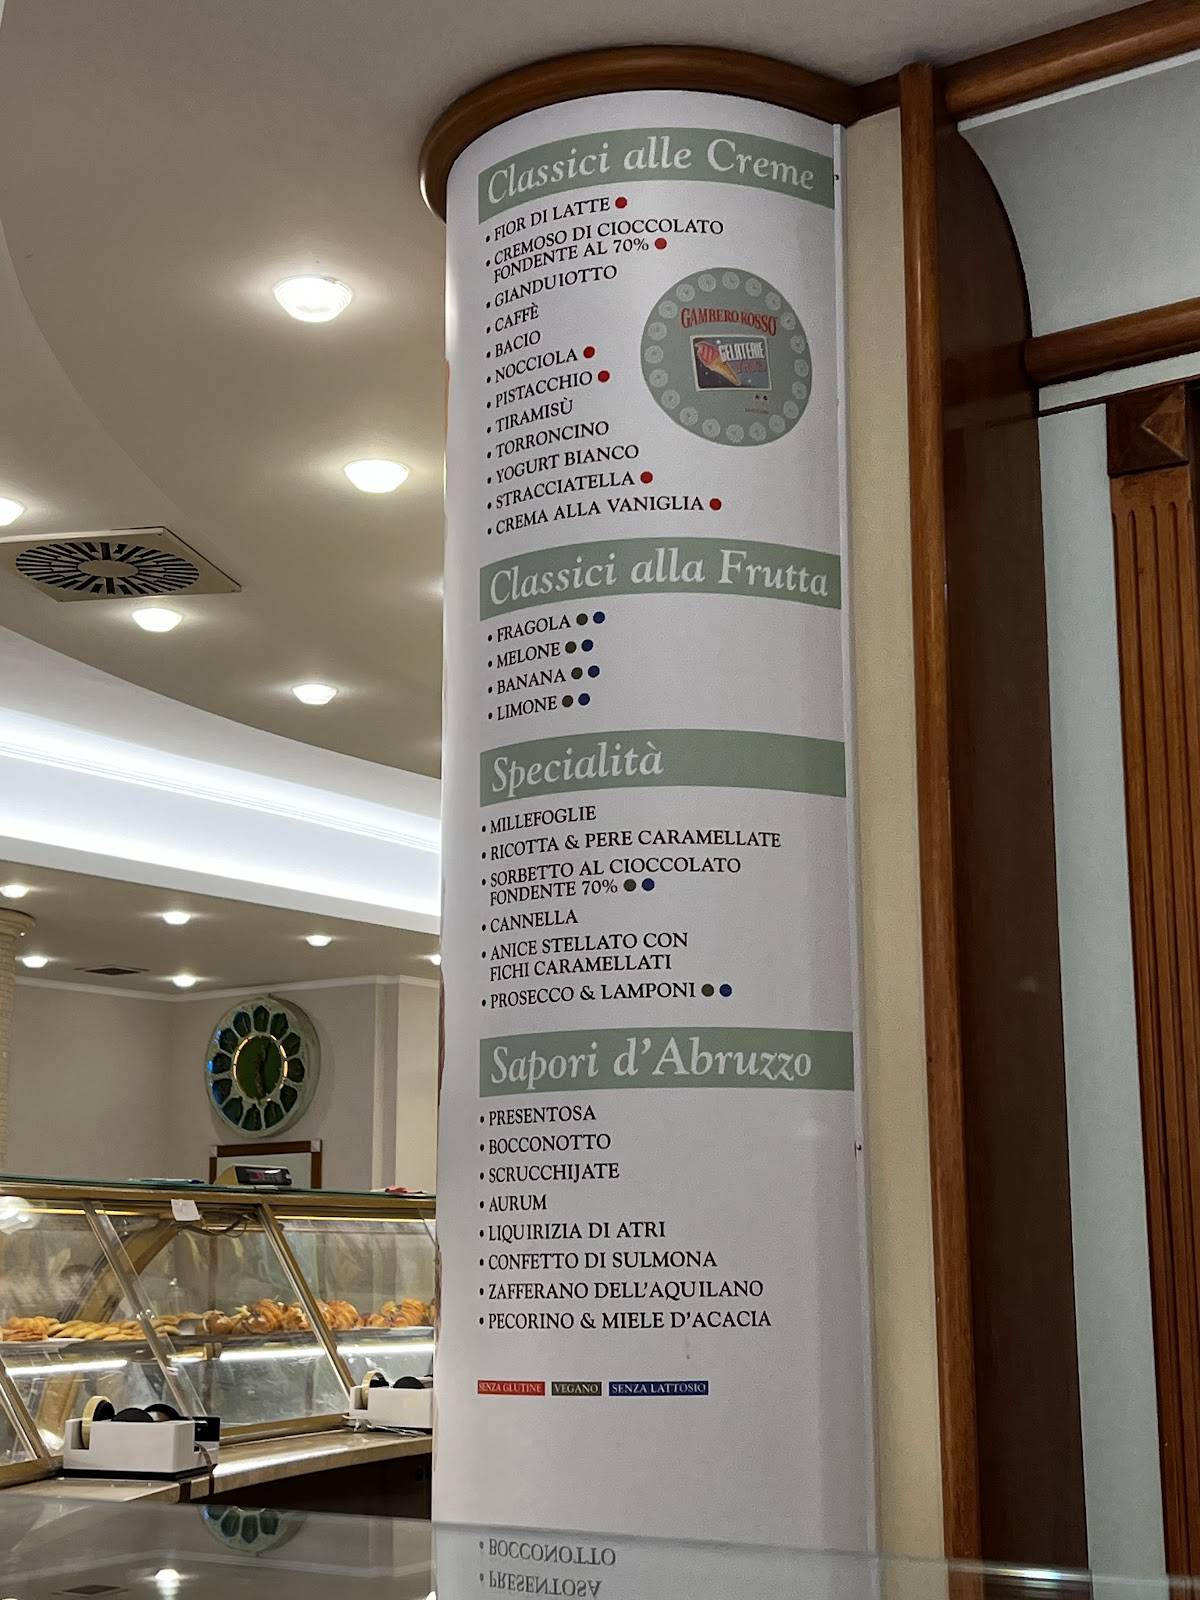 Classici alle Creme
• FIOR DI LATTE
• CREMOSO DI CIOCCOLATO
FONDENTE AL 70%
• GIANDUIOTTO
• CAFFÈ
• BACIO
• NOCCIOLA
• PISTACCHIO
• TIRAMISÙ
• TORRONCINO
• YOGURT BIANCO
• STRACCIATELLA
• CREMA ALLA VANIGLIA
GAMBERO ROSSO
GELATERIE
Classici alla Frutta
• FRAGOLA
• MELONE
• BANANA
• LIMONE
Specialità
• MILLEFOGLIE
• RICOTTA & PERE CARAMELLATE
• SORBETTO AL CIOCCOLATO
FONDENTE 70%
• CANNELLA
• ANICE STELLATO CON
FICHI CARAMELLATI
• PROSECCO & LAMPONI
Sapori d'Abruzzo
• PRESENTOSA
• BOCCONOTTO
• SCRUCCHIJATE
• AURUM
• LIQUIRIZIA DI ATRI
• CONFETTO DI SULMONA
• ZAFFERANO DELL'AQUILANO
• PECORINO & MIELE D'ACACIA
SENZA GLUTINE VEGANO SENZA LATTOSIO
• BOCCONOTTO
• PRESENTOSA